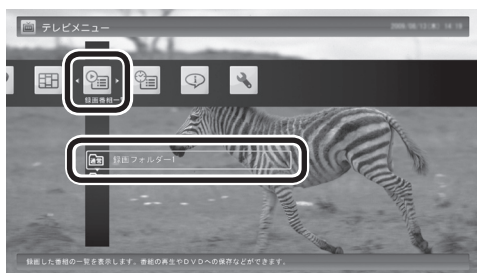 テレビメニュー
録画番組一
録画フォルダー1
録画した番組の一覧を表示します。番組の再生やDVDへの保存などができます。